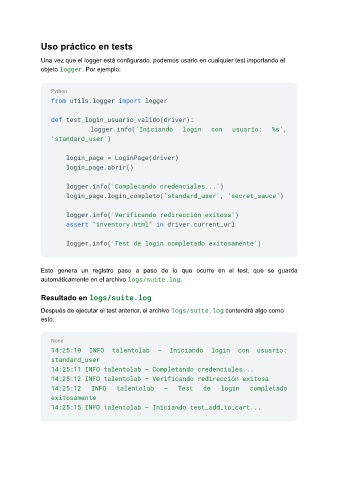 Uso práctico en tests
Una vez que el logger está configurado, podemos usarlo en cualquier test importando el
objeto logger. Por ejemplo:
Python
from utils.logger import logger
def test_login_usuario_valido(driver):
logger.info('Iniciando login con usuario: %s',
'standard_user')
login_page = LoginPage(driver)
login_page.abrir()
logger.info('Completando credenciales...')
login_page.login_completo('standard_user', 'secret_sauce')
logger.info('Verificando redirección exitosa')
assert "inventory.html" in driver.current_url
logger.info('Test de login completado exitosamente')
Esto genera un registro paso a paso de lo que ocurre en el test, que se guarda
automáticamente en el archivo logs/suite.log.
Resultado en logs/suite.log
Después de ejecutar el test anterior, el archivo logs/suite.log contendrá algo como
esto:
None
14:25:10 INFO talentolab – Iniciando login con usuario:
standard_user
14:25:11 INFO talentolab – Completando credenciales...
14:25:12 INFO talentolab – Verificando redirección exitosa
14:25:12 INFO talentolab – Test de login completado
exitosamente
14:25:15 INFO talentolab – Iniciando test_add_to_cart...